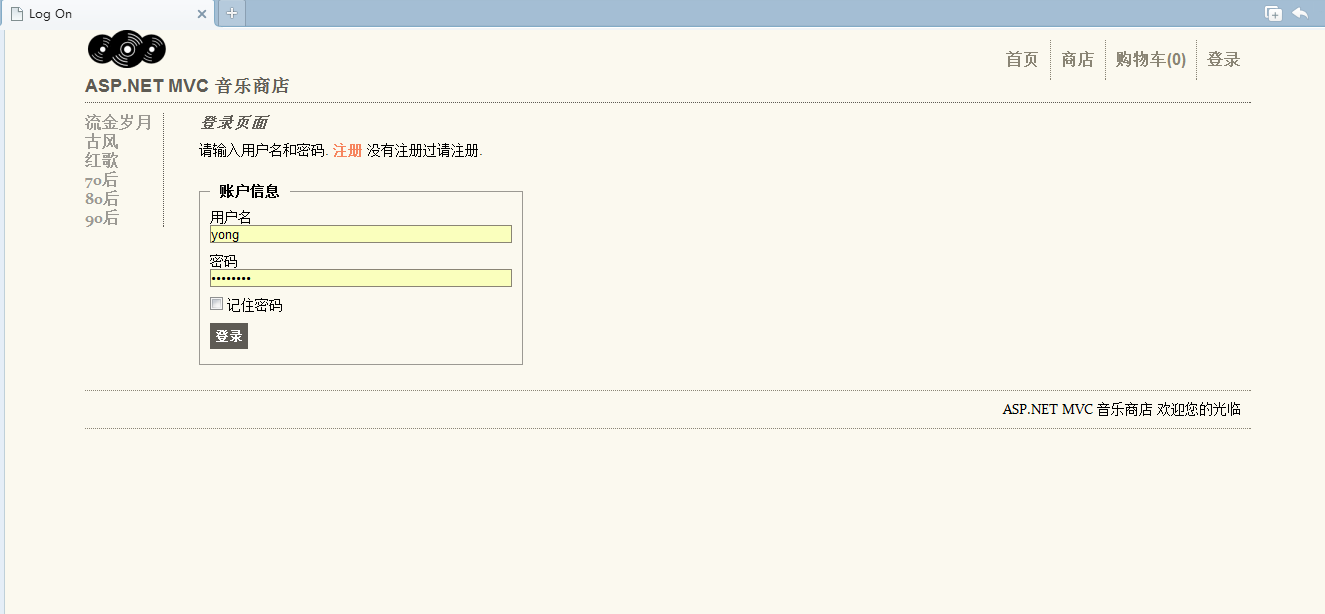 Log On
首页 商店 购物车(0) 登录
ASP.NET MVC 音乐商店
流金岁月
古风
红歌
70后
80后
90后
登录页面
请输入用户名和密码. 注册 没有注册过请注册.
账户信息
用户名
yong
密码
••••••••
记住密码
登录
ASP.NET MVC 音乐商店 欢迎您的光临